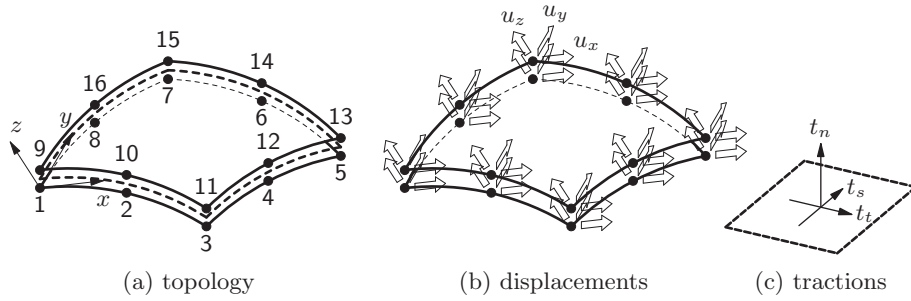 15
14
16
7
6
13
z
y
9
8
12
10
11
5
1
x
2
4
3
u_z
u_y
u_x
t_n
t_s
t_t
(a) topology
(b) displacements
(c) tractions